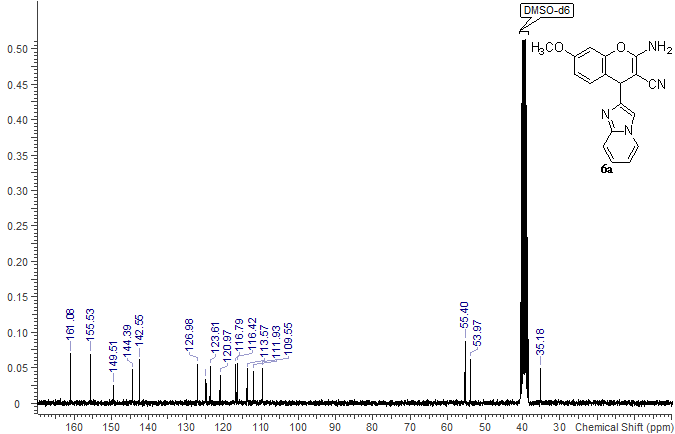 DMSO-d6
H3CO
O
NH2
CN
N
N
6a
0.50
0.45
0.40
0.35
0.30
0.25
0.20
0.15
0.10
0.05
0
161.08
155.53
149.51
144.39
142.55
126.98
123.61
120.97
116.79
116.42
113.57
111.93
109.55
55.40
53.97
35.18
160 150 140 130 120 110 100 90 80 70 60 50 40 30
Chemical Shift (ppm)